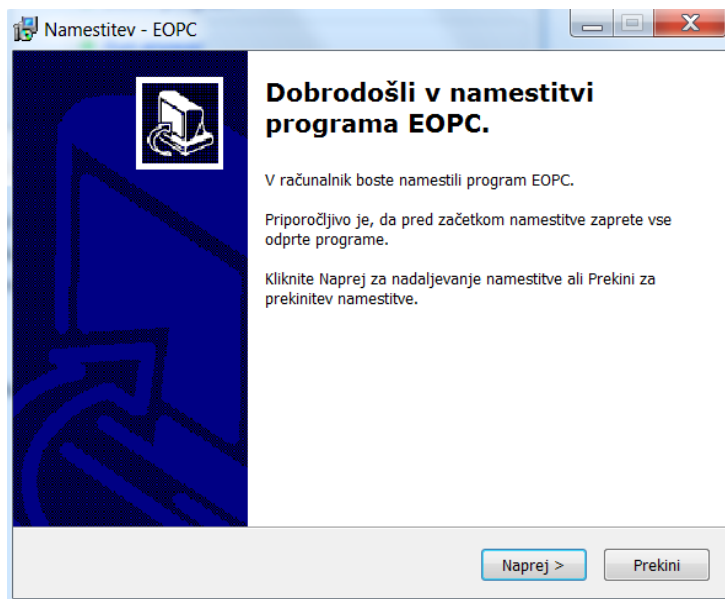 Namestitev - EOPC
Dobrodošli v namestitvi
programa EOPC.
V računalnik boste namestili program EOPC.
Priporočljivo je, da pred začetkom namestitve zaprete vse
odprte programe.
Kliknite Naprej za nadaljevanje namestitve ali Prekini za
prekinitev namestitve.
Naprej >
Prekini